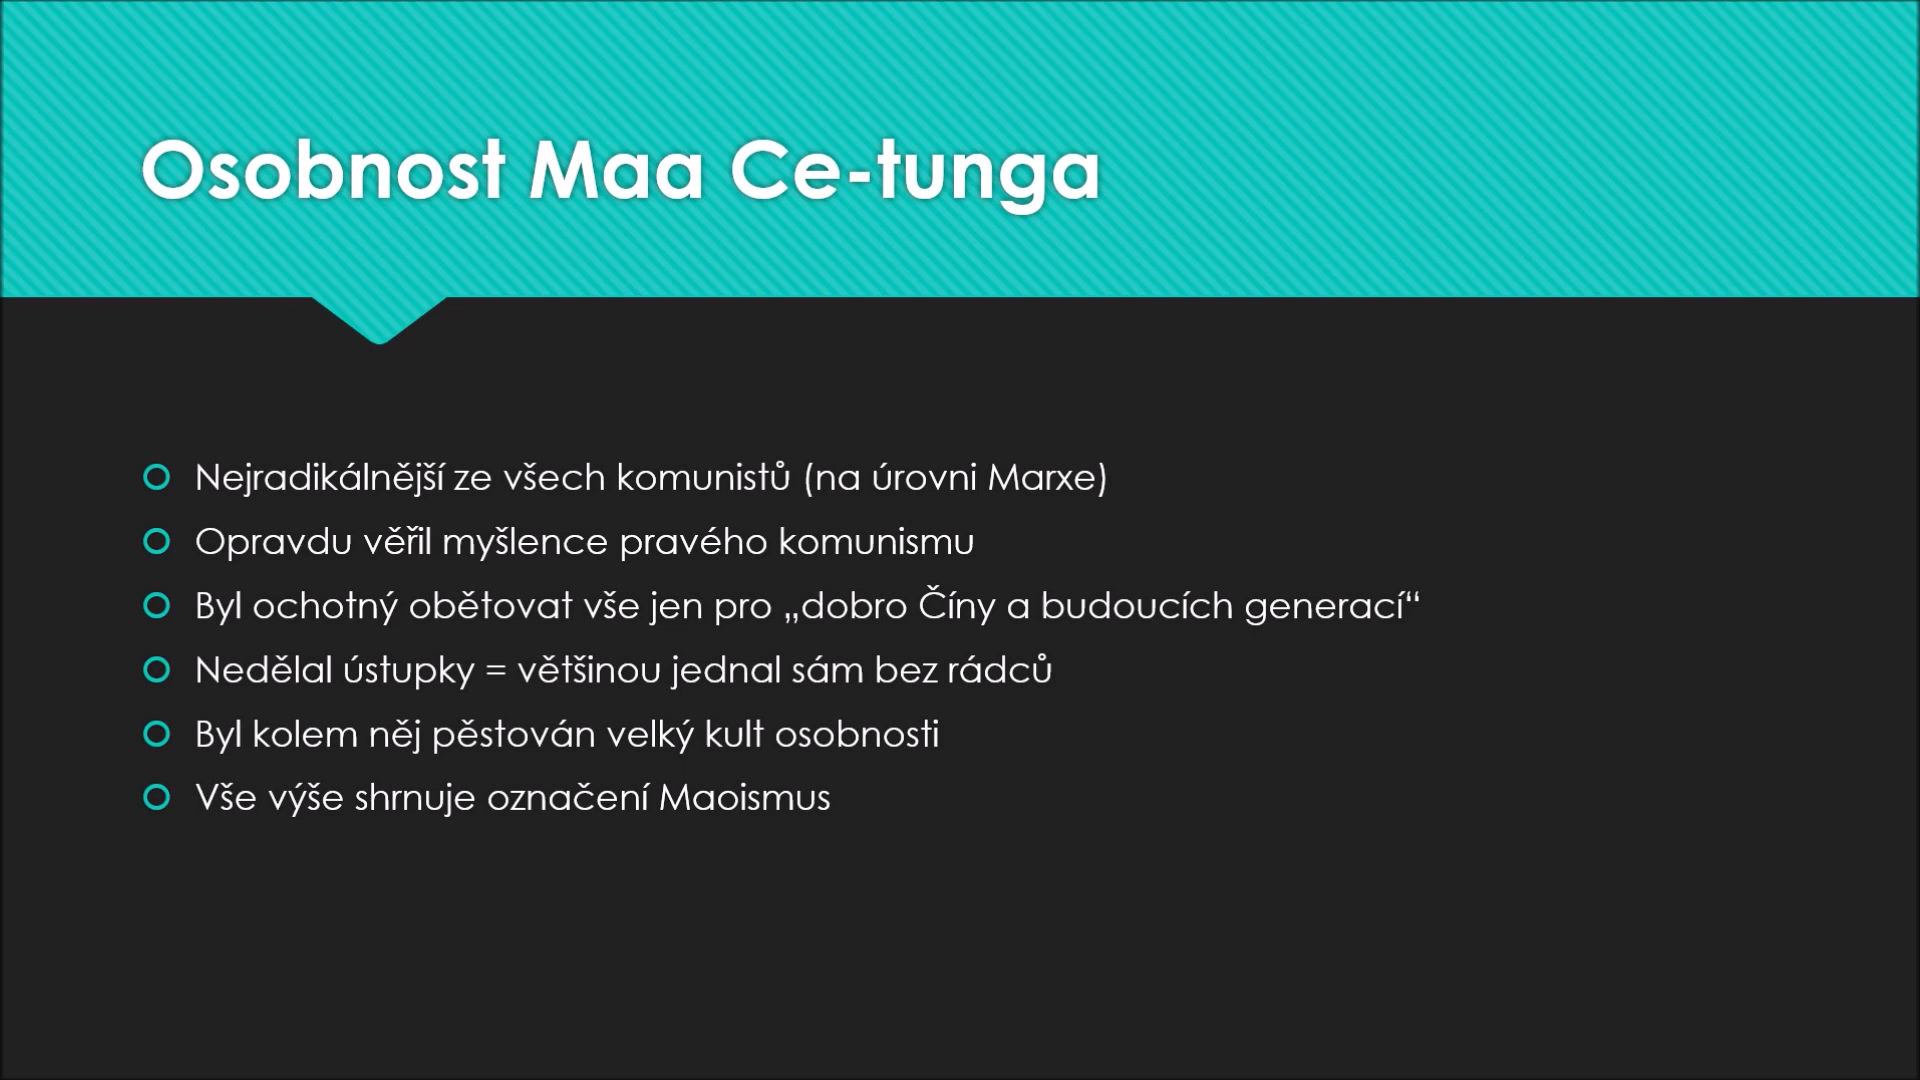 Osobnost Maa Ce-tunga
Nejradikálnější ze všech komunistů (na úrovni Marxe)
Opravdu věřil myšlence pravého komunismu
Byl ochotný obětovat vše jen pro „dobro Číny a budoucích generací“
Nedělal ústupky = většinou jednal sám bez rádců
Byl kolem něj pěstován velký kult osobnosti
Vše výše shrnuje označení Maoismus